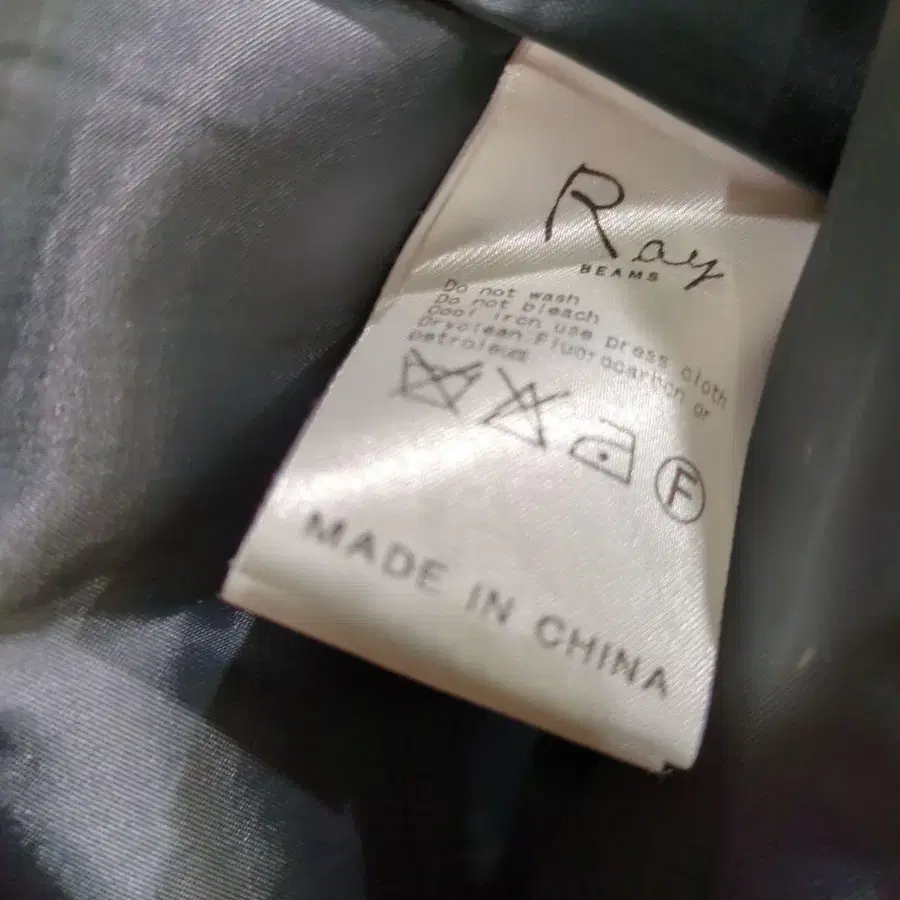 Ray
BEAMS
Do not wash
Do not bleach
Cool iron use press cloth
Dryclean Fluorocarbon or
petroleum
F
MADE IN CHINA